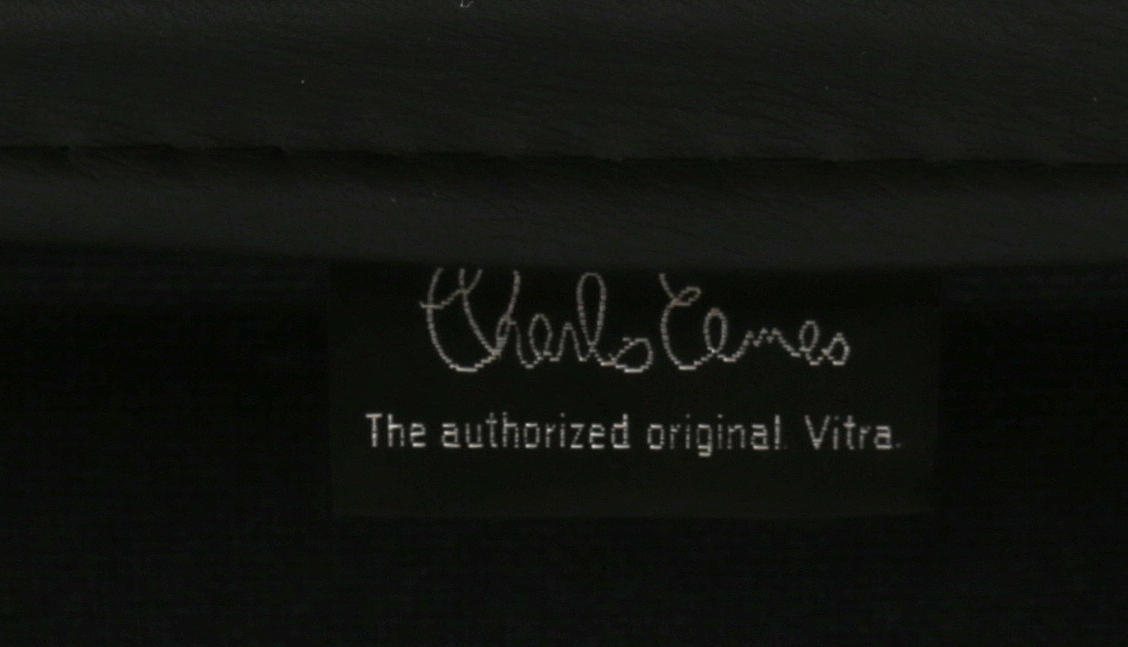 Charles Eames
The authorized original. Vitra.